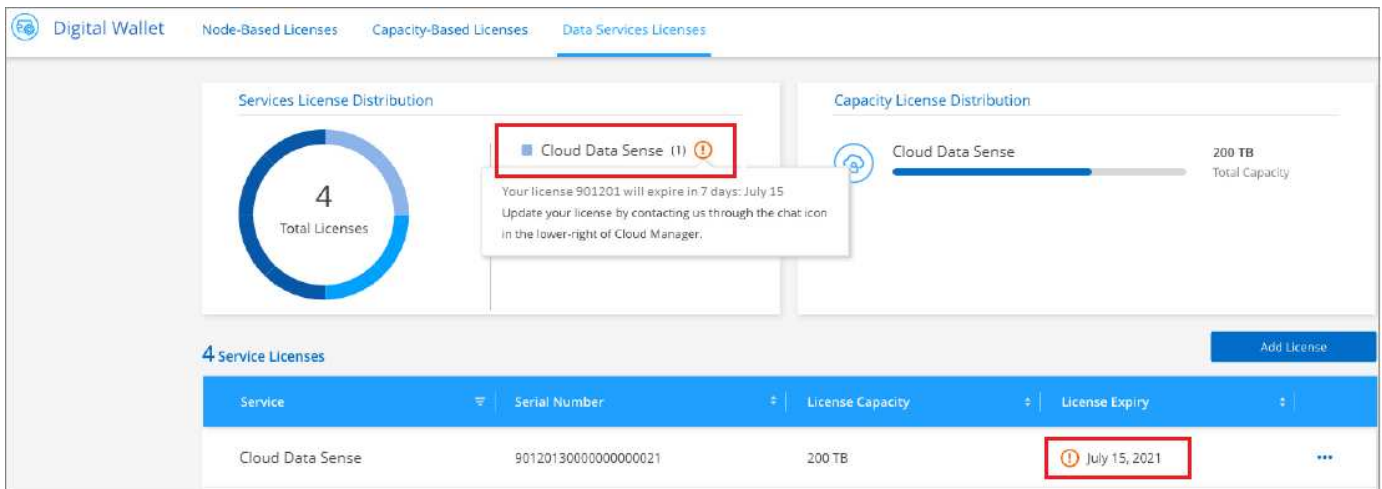 Digital Wallet
Node-Based Licenses
Capacity-Based Licenses
Data Services Licenses
Services License Distribution
4
Total Licenses
Cloud Data Sense (1)
Your license 901201 will expire in 7 days: July 15
Update your license by contacting us through the chat icon
in the lower-right of Cloud Manager.
Capacity License Distribution
Cloud Data Sense
200 TB
Total Capacity
4 Service Licenses
Add License
Service
Serial Number
License Capacity
License Expiry
Cloud Data Sense
90120130000000000021
200 TB
July 15, 2021